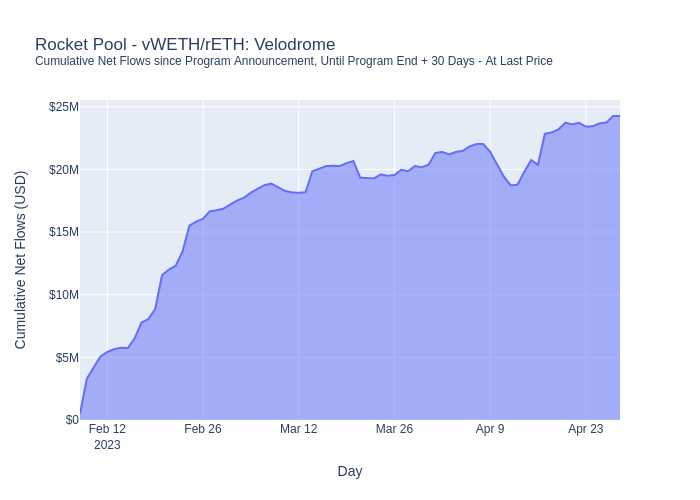 Rocket Pool - vWETH/rETH: Velodrome
Cumulative Net Flows since Program Announcement, Until Program End + 30 Days - At Last Price
Cumulative Net Flows (USD)
$25M
$20M
$15M
$10M
$5M
$0
Feb 12
2023
Feb 26
Mar 12
Mar 26
Apr 9
Apr 23
Day